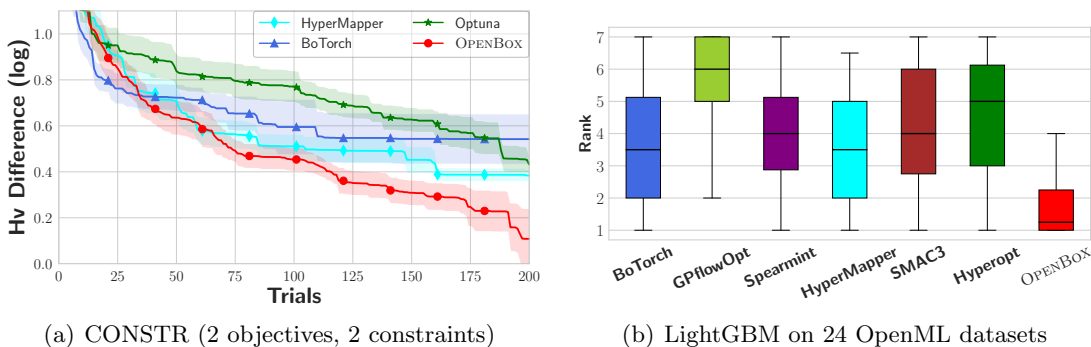 HyperMapper
BoTorch
Optuna
OPENBOX
Hv Difference (log)
1.0
0.8
0.6
0.4
0.2
0.0
0 25 50 75 100 125 150 175 200
Trials
(a) CONSTR (2 objectives, 2 constraints)
Rank
7
6
5
4
3
2
1
BoTorch
GPflowOpt
Spearmint
HyperMapper
SMAC3
Hyperopt
OPENBOX
(b) LightGBM on 24 OpenML datasets